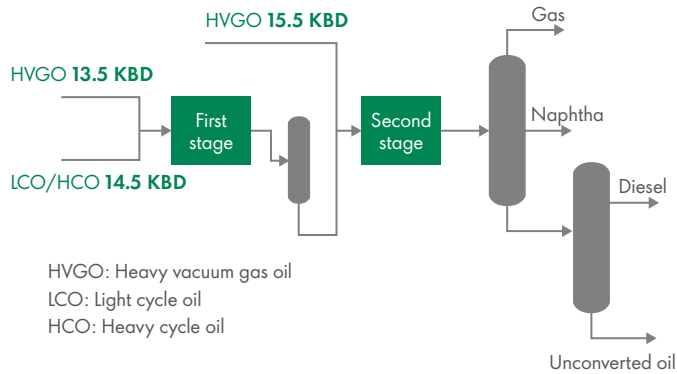 Gas
HVGO 15.5 KBD
HVGO 13.5 KBD
First
stage
Second
stage
Naphtha
LCO/HCO 14.5 KBD
Diesel
HVGO: Heavy vacuum gas oil
LCO: Light cycle oil
HCO: Heavy cycle oil
Unconverted oil